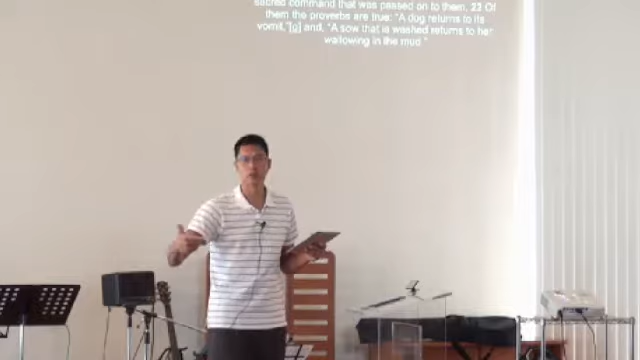 sacred command that was passed on to them. 22 Of
them the proverbs are true: "A dog returns to its
vomit,"[g] and, "A sow that is washed returns to her
wallowing in the mud."